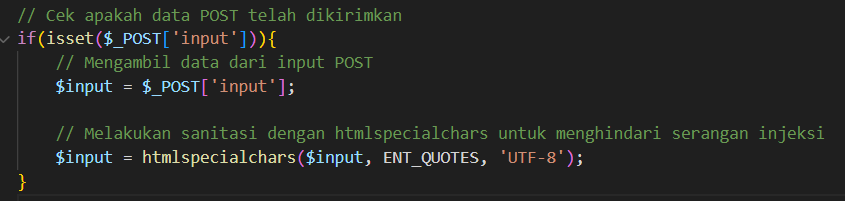 // Cek apakah data POST telah dikirimkan
if(isset($_POST['input'])){
// Mengambil data dari input POST
$input = $_POST['input'];
// Melakukan sanitasi dengan htmlspecialchars untuk menghindari serangan injeksi
$input = htmlspecialchars($input, ENT_QUOTES, 'UTF-8');
}